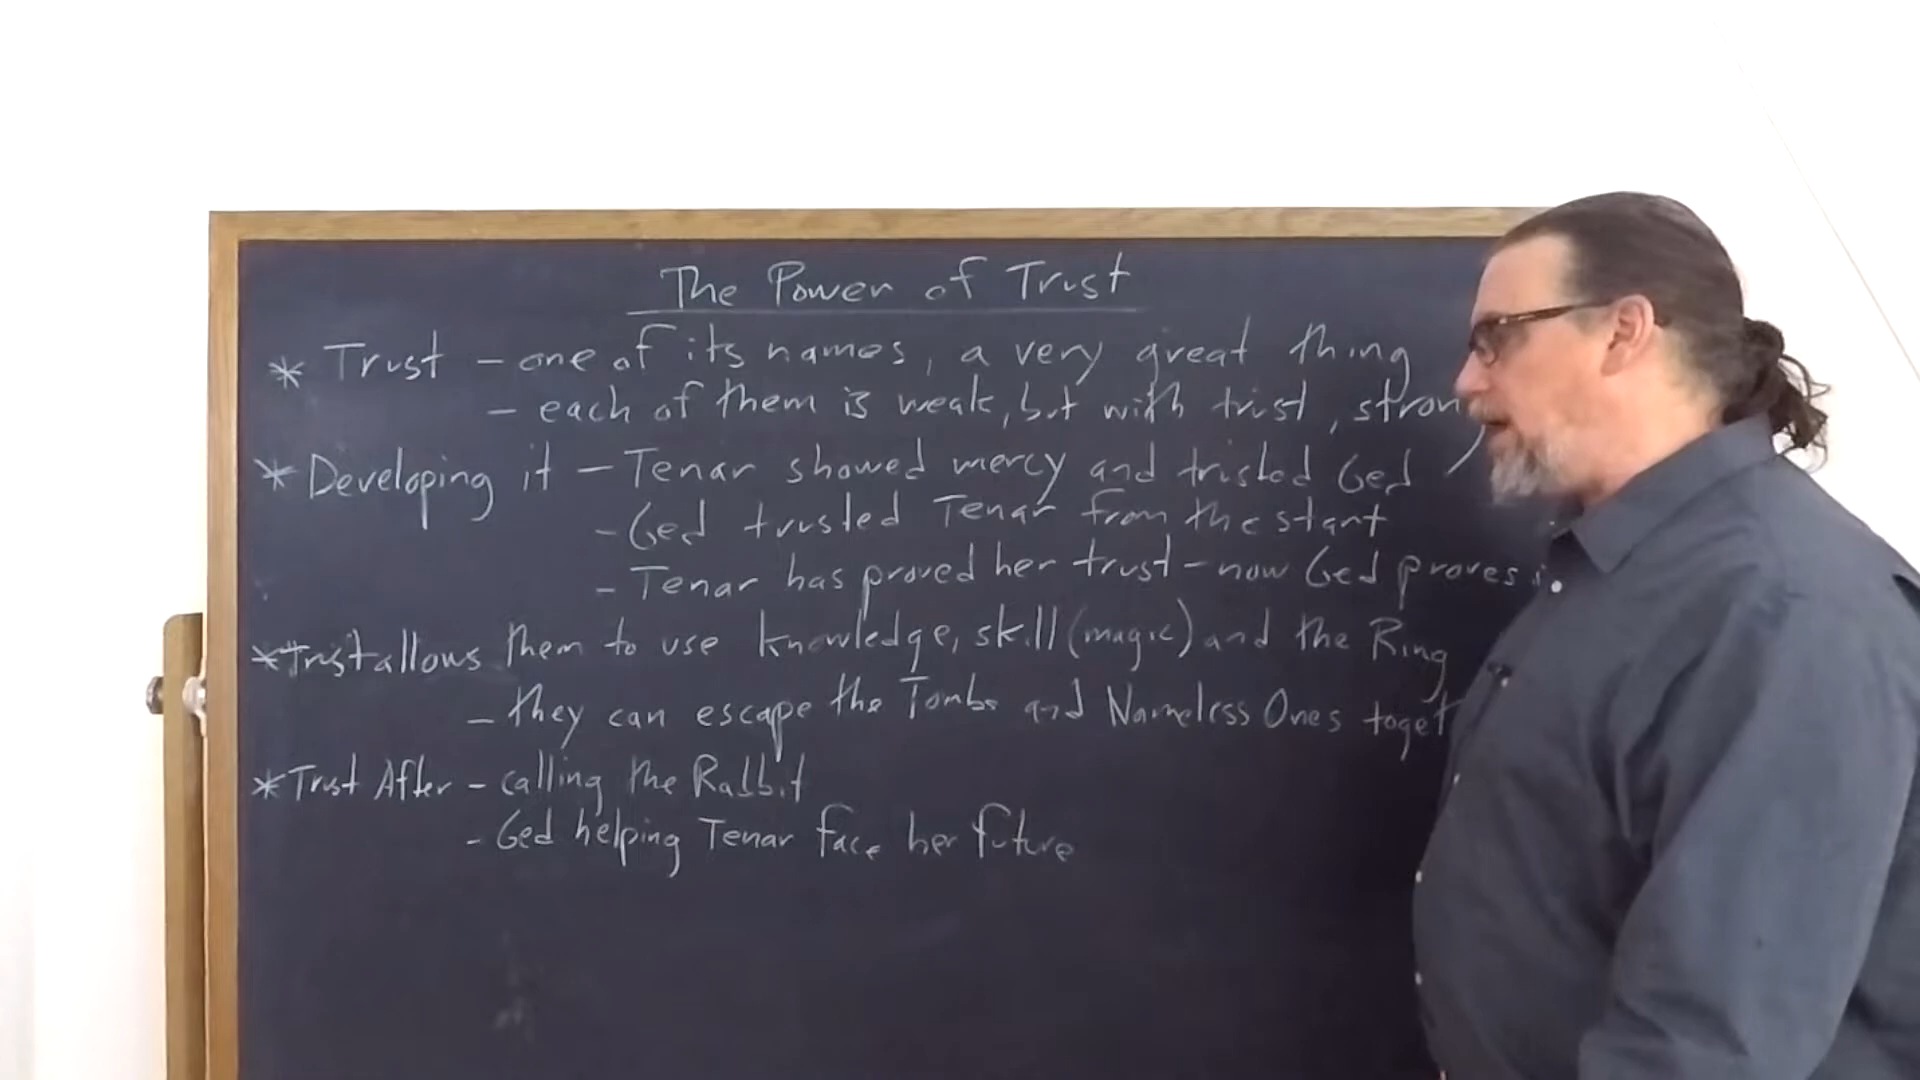 The Power of Trust
* Trust – one of its names, a very great thing
– each of them is weak, but with trust, strong
* Developing it – Tenar showed mercy and trusted Ged
– Ged trusted Tenar from the start
– Tenar has proved her trust – now Ged proves
* Trust allows them to use knowledge, skill (magic) and the Ring
– they can escape the Tombs and Nameless Ones toget
* Trust After – calling the Rabbit
– Ged helping Tenar face her future